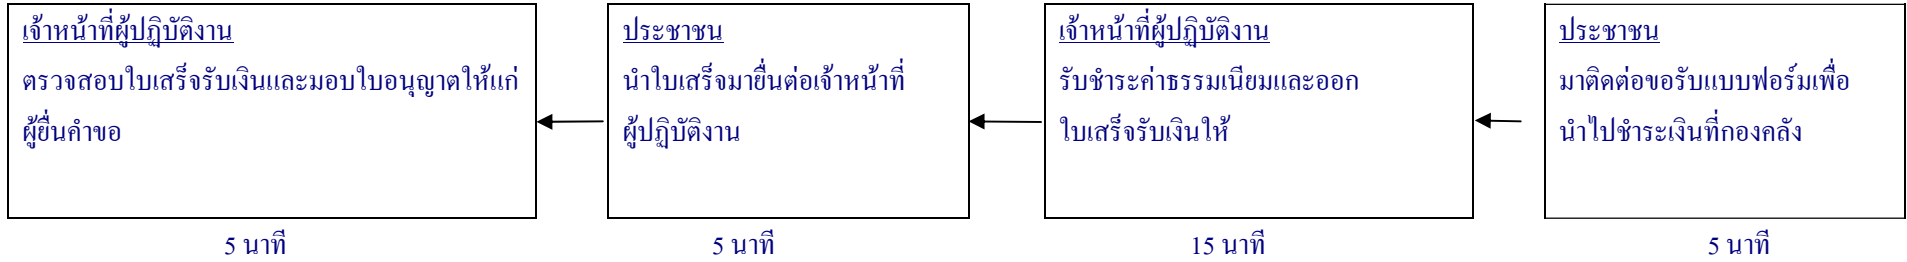 เจ้าหน้าที่ผู้ปฏิบัติงาน
ตรวจสอบใบเสร็จรับเงินและมอบใบอนุญาตให้แก่
ผู้ยื่นคำขอ
5 นาที
ประชาชน
นำใบเสร็จมายื่นต่อเจ้าหน้าที่
ผู้ปฏิบัติงาน
5 นาที
เจ้าหน้าที่ผู้ปฏิบัติงาน
รับชำระค่าธรรมเนียมและออก
ใบเสร็จรับเงินให้
15 นาที
ประชาชน
มาติดต่อขอรับแบบฟอร์มเพื่อ
นำไปชำระเงินที่กองคลัง
5 นาที